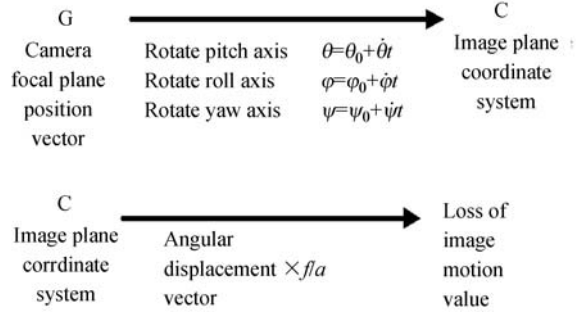 G
Camera
focal plane
position
vector
Rotate pitch axis θ=θ₀+θ̇t
Rotate roll axis φ=φ₀+φ̇t
Rotate yaw axis ψ=ψ₀+ψ̇t
C
Image plane
coordinate
system
C
Image plane
corrdinate
system
Angular
displacement ×f/a
vector
Loss of
image
motion
value